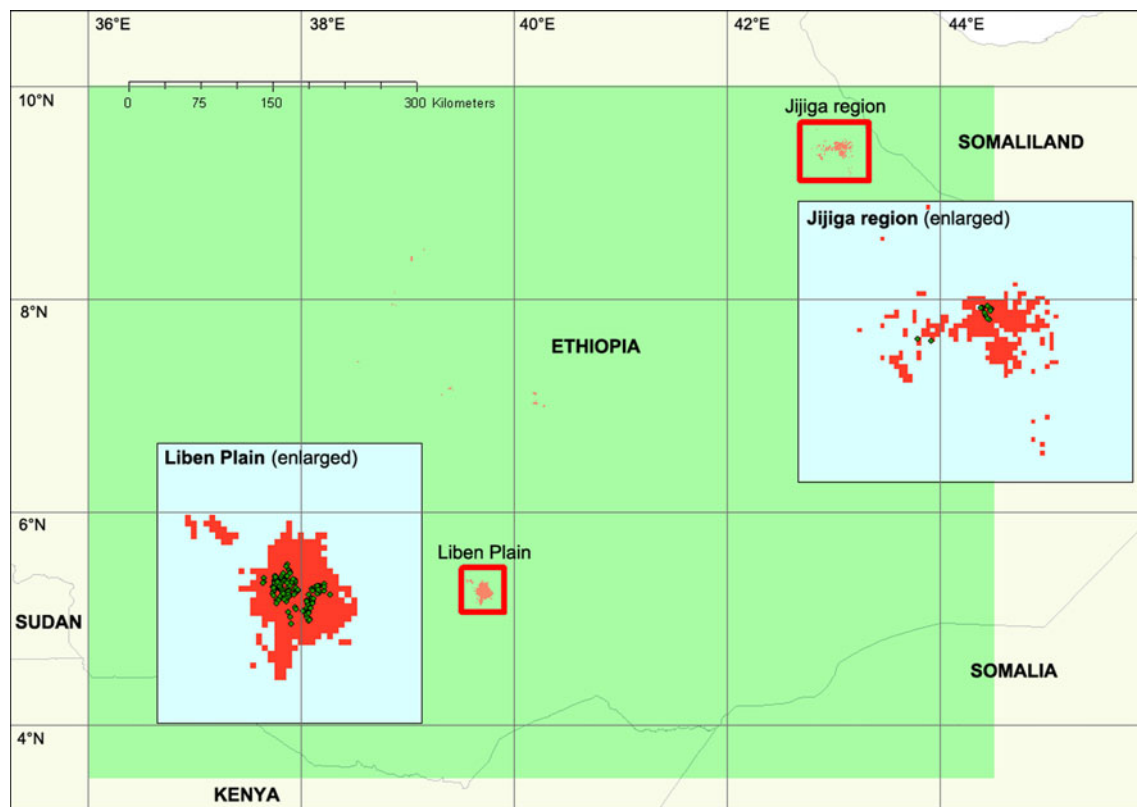 36°E 38°E 40°E 42°E 44°E
10°N
0 75 150 300 Kilometers
Jijiga region
SOMALILAND
Jijiga region (enlarged)
8°N
ETHIOPIA
Liben Plain (enlarged)
6°N
Liben Plain
SUDAN
SOMALIA
4°N
KENYA